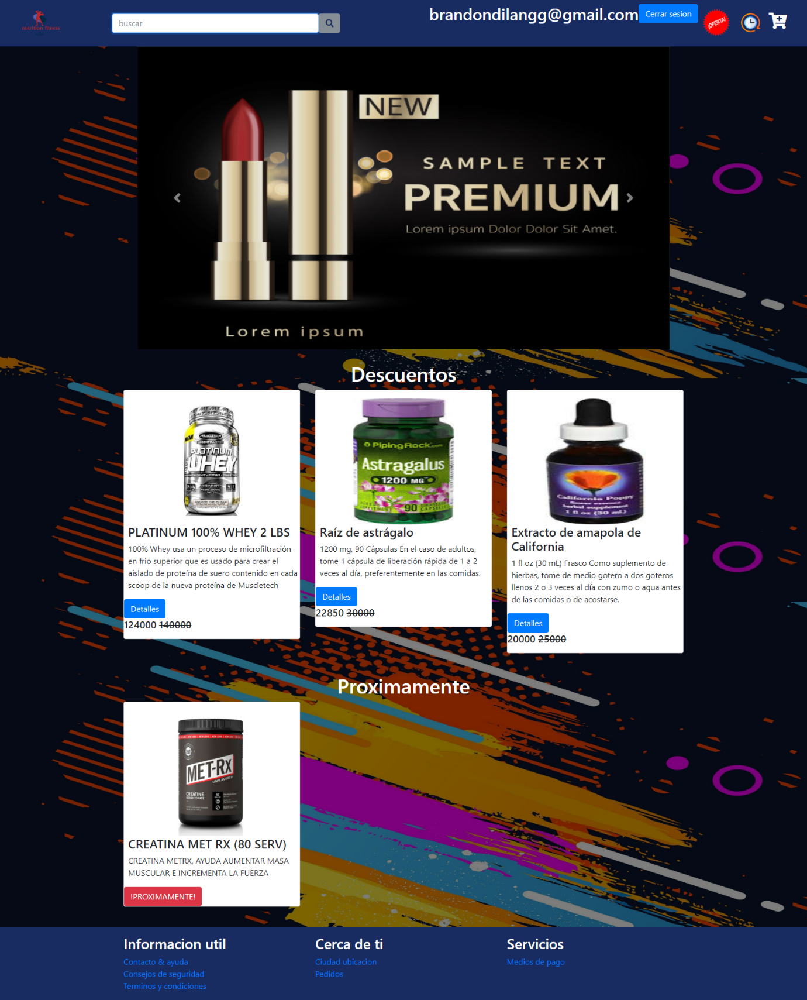 nutrition fitness
buscar
brandondilangg@gmail.com
Cerrar sesion
¡OFERTA!
NEW
SAMPLE TEXT
PREMIUM
Lorem ipsum Dolor Dolor Sit Amet.
Lorem ipsum
Descuentos
NEW
MUSCLETECH
PLATINUM
100% WHEY
PLATINUM 100% WHEY 2 LBS
100% Whey usa un proceso de microfiltración
en frio superior que es usado para crear el
aislado de proteína de suero contenido en cada
scoop de la nueva proteína de Muscletech
Detalles
124000 140000
PipingRock.com
Astragalus
1200 MG
90 CAPSULES
Raíz de astrágalo
1200 mg, 90 Cápsulas En el caso de adultos,
tome 1 cápsula de liberación rápida de 1 a 2
veces al día, preferentemente en las comidas.
Detalles
22850 30000
California Poppy
flower essence
herbal supplement
1 fl oz (30 mL)
Extracto de amapola de
California
1 fl oz (30 mL) Frasco Como suplemento de
hierbas, tome de medio gotero a dos goteros
llenos 2 o 3 veces al día con zumo o agua antes
de las comidas o de acostarse.
Detalles
20000 25000
Proximamente
MET-Rx
UNFLAVORED
CREATINE
MONOHYDRATE
CREATINA MET RX (80 SERV)
CREATINA METRX, AYUDA AUMENTAR MASA
MUSCULAR E INCREMENTA LA FUERZA
!PROXIMAMENTE!
Informacion util
Contacto & ayuda
Consejos de seguridad
Terminos y condiciones
Cerca de ti
Ciudad ubicacion
Pedidos
Servicios
Medios de pago